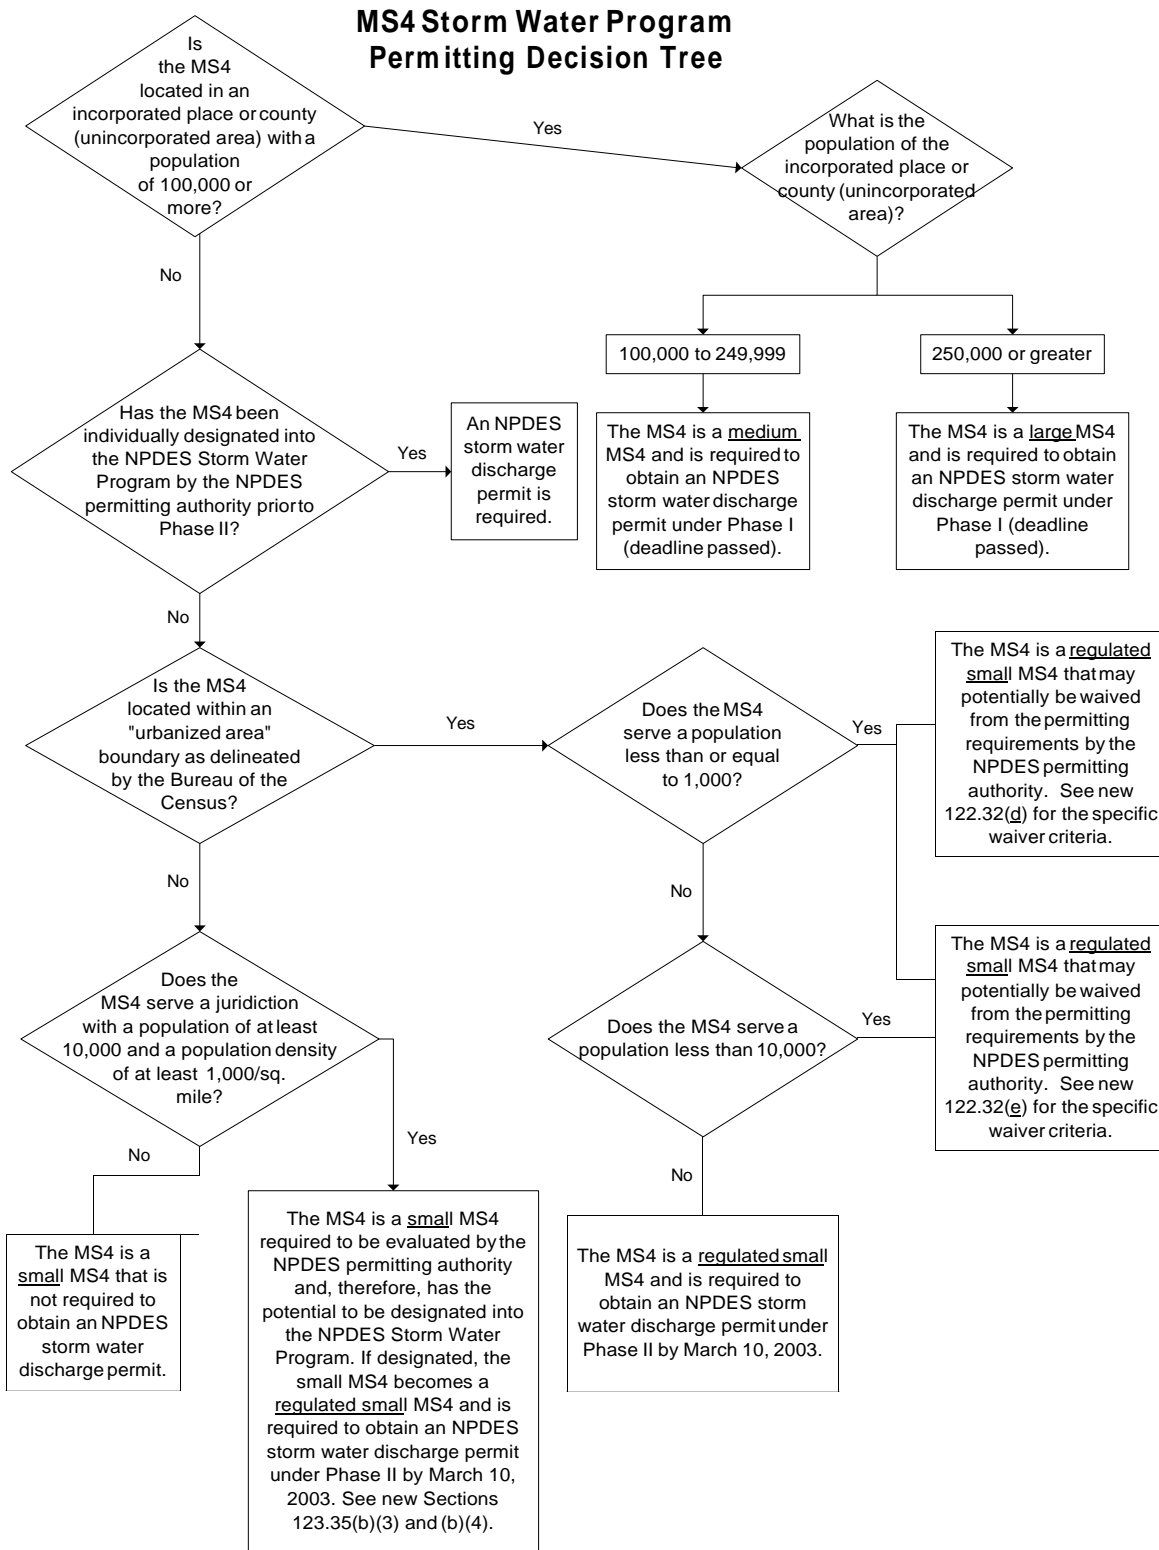 MS4 Storm Water Program
Permitting Decision Tree
Is
the MS4
located in an
incorporated place or county
(unincorporated area) with a
population
of 100,000 or
more?
Yes
What is the
population of the
incorporated place or
county (unincorporated
area)?
No
100,000 to 249,999
250,000 or greater
Has the MS4 been
individually designated into
the NPDES Storm Water
Program by the NPDES
permitting authority prior to
Phase II?
Yes
An NPDES
storm water
discharge
permit is
required.
The MS4 is a medium
MS4 and is required to
obtain an NPDES
storm water discharge
permit under Phase I
(deadline passed).
The MS4 is a large MS4
and is required to obtain
an NPDES storm water
discharge permit under
Phase I (deadline
passed).
No
Is the MS4
located within an
"urbanized area"
boundary as delineated
by the Bureau of the
Census?
Yes
Does the MS4
serve a population
less than or equal
to 1,000?
Yes
The MS4 is a regulated
small MS4 that may
potentially be waived
from the permitting
requirements by the
NPDES permitting
authority. See new
122.32(d) for the specific
waiver criteria.
No
No
Does the
MS4 serve a juridiction
with a population of at least
10,000 and a population density
of at least 1,000/sq.
mile?
Does the MS4 serve a
population less than 10,000?
Yes
The MS4 is a regulated
small MS4 that may
potentially be waived
from the permitting
requirements by the
NPDES permitting
authority. See new
122.32(e) for the specific
waiver criteria.
No
Yes
No
The MS4 is a
small MS4 that is
not required to
obtain an NPDES
storm water
discharge permit.
The MS4 is a small MS4
required to be evaluated by the
NPDES permitting authority
and, therefore, has the
potential to be designated into
the NPDES Storm Water
Program. If designated, the
small MS4 becomes a
regulated small MS4 and is
required to obtain an NPDES
storm water discharge permit
under Phase II by March 10,
2003. See new Sections
123.35(b)(3) and (b)(4).
The MS4 is a regulated small
MS4 and is required to
obtain an NPDES storm
water discharge permit under
Phase II by March 10, 2003.